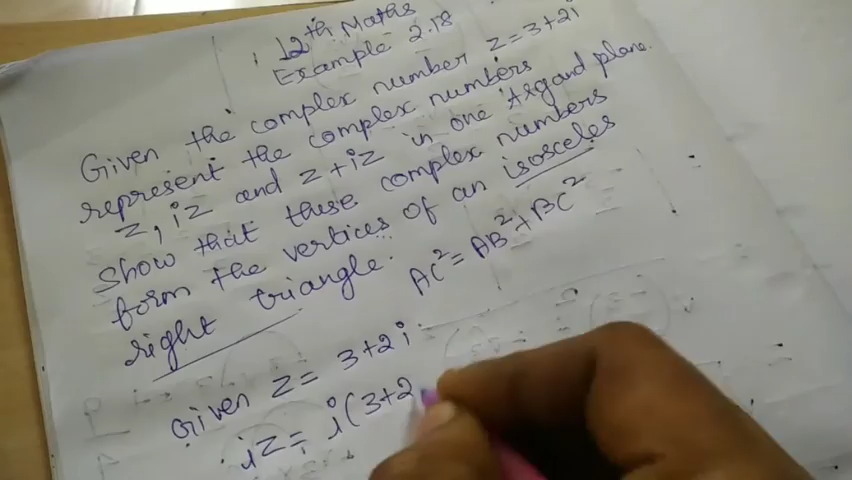 12th Maths
Example 2.18
Given the complex number z=3+2i
represent the complex numbers
z, iz and z+iz in one Argand plane.
Show that these complex numbers
form the vertices of an isosceles
right triangle. AC²=AB²+BC²
Given z= 3+2i
iz= i(3+2